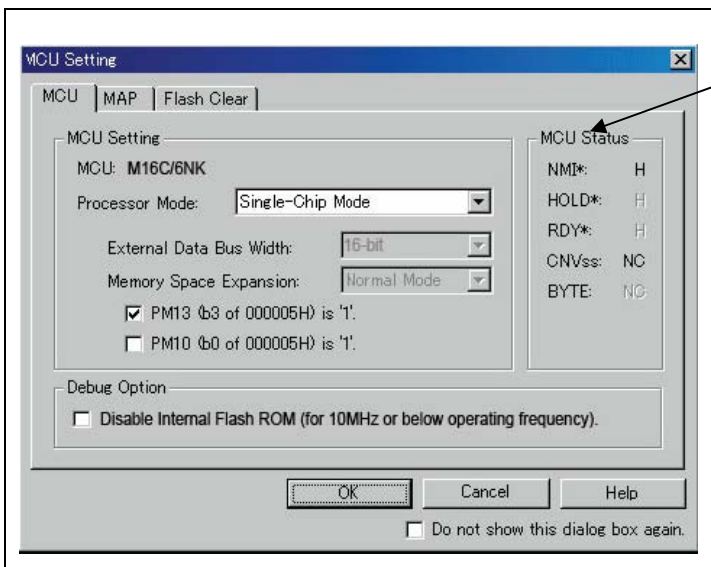 MCU Setting
MCU MAP Flash Clear
MCU Setting
MCU: M16C/6NK
Processor Mode: Single-Chip Mode
External Data Bus Width: 16-bit
Memory Space Expansion: Normal Mode
PM13 (b3 of 000005H) is '1'.
PM10 (b0 of 000005H) is '1'.
MCU Status
NMI*: H
HOLD*: H
RDY*: H
CNVss: NC
BYTE: NC
Debug Option
Disable Internal Flash ROM (for 10MHz or below operating frequency).
OK Cancel Help
Do not show this dialog box again.